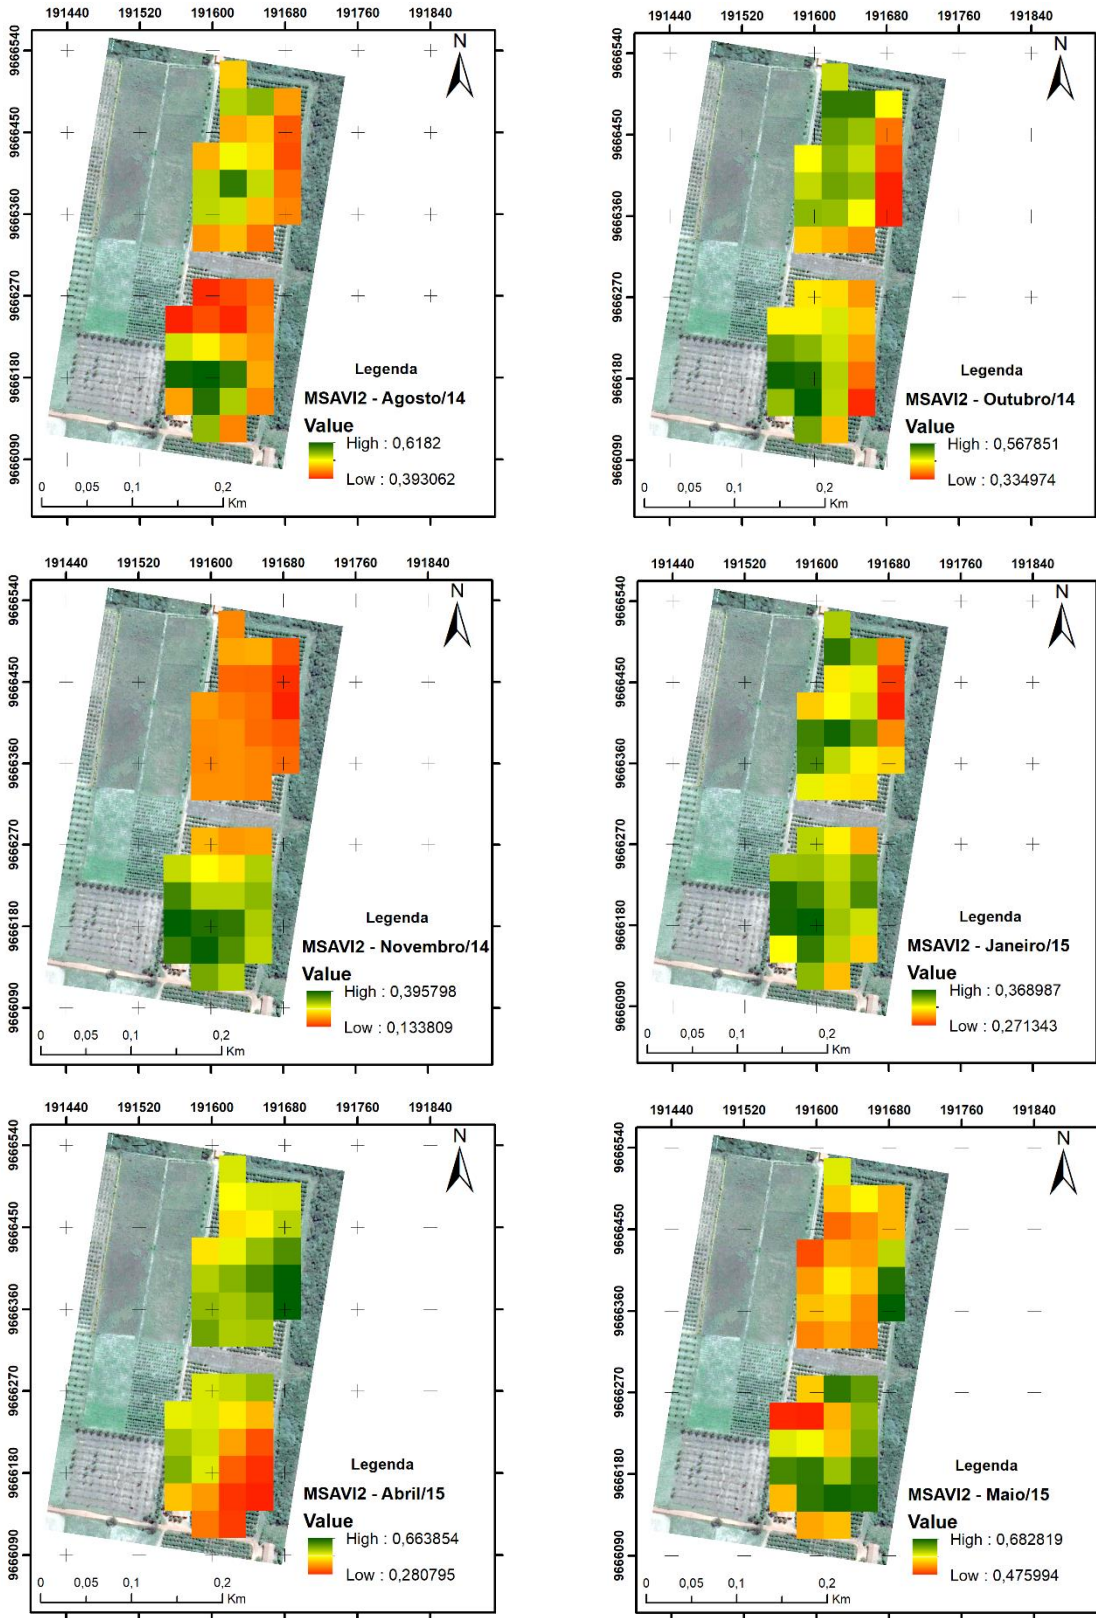 191440 191520 191600 191680 191760 191840
9666540
9666450
9666360
9666270
9666180
9666090
N
Legenda
MSAVI2 - Agosto/14
Value
High : 0,6182
Low : 0,393062
0 0,05 0,1 0,2
Km
191440 191520 191600 191680 191760 191840
9666540
9666450
9666360
9666270
9666180
9666090
N
Legenda
MSAVI2 - Outubro/14
Value
High : 0,567851
Low : 0,334974
0 0,05 0,1 0,2
Km
191440 191520 191600 191680 191760 191840
9666540
9666450
9666360
9666270
9666180
9666090
N
Legenda
MSAVI2 - Novembro/14
Value
High : 0,395798
Low : 0,133809
0 0,05 0,1 0,2
Km
191440 191520 191600 191680 191760 191840
9666540
9666450
9666360
9666270
9666180
9666090
N
Legenda
MSAVI2 - Janeiro/15
Value
High : 0,368987
Low : 0,271343
0 0,05 0,1 0,2
Km
191440 191520 191600 191680 191760 191840
9666540
9666450
9666360
9666270
9666180
9666090
N
Legenda
MSAVI2 - Abril/15
Value
High : 0,663854
Low : 0,280795
0 0,05 0,1 0,2
Km
191440 191520 191600 191680 191760 191840
9666540
9666450
9666360
9666270
9666180
9666090
N
Legenda
MSAVI2 - Maio/15
Value
High : 0,682819
Low : 0,475994
0 0,05 0,1 0,2
Km